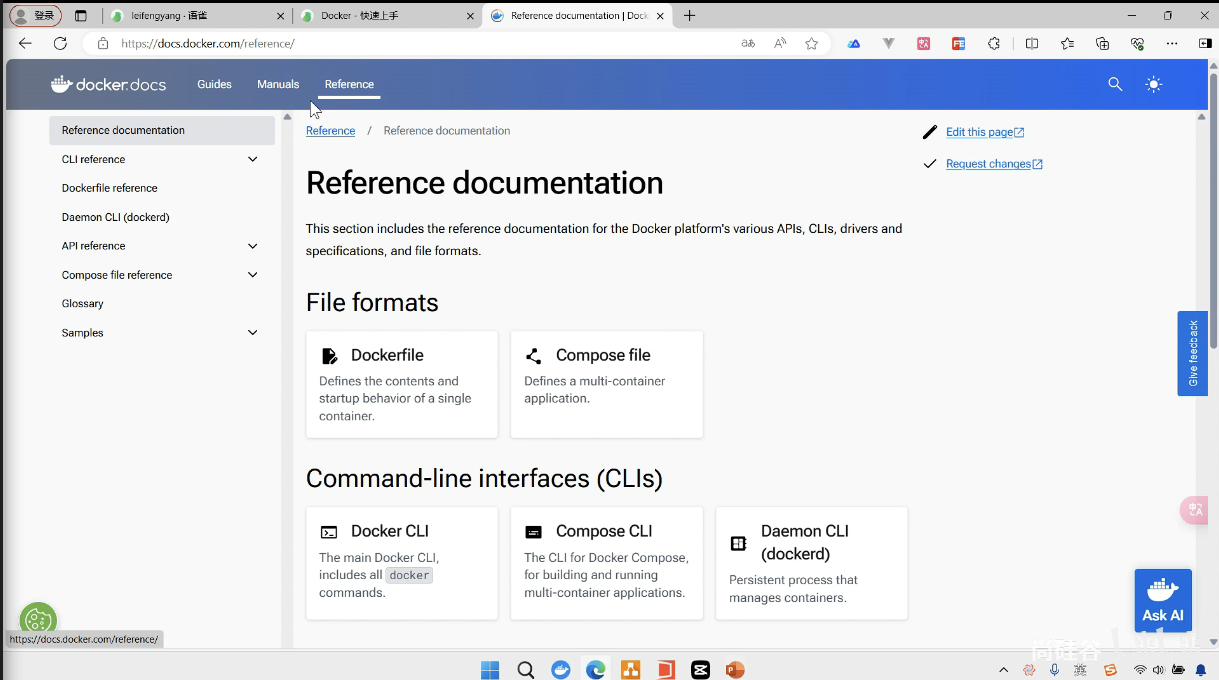 登录
leifengyang · 语雀
Docker - 快速上手
Reference documentation | Dock
https://docs.docker.com/reference/
docker.docs
Guides
Manuals
Reference
Reference documentation
CLI reference
Dockerfile reference
Daemon CLI (dockerd)
API reference
Compose file reference
Glossary
Samples
Reference / Reference documentation
Edit this page
Request changes
Reference documentation
This section includes the reference documentation for the Docker platform's various APIs, CLIs, drivers and
specifications, and file formats.
File formats
Dockerfile
Defines the contents and
startup behavior of a single
container.
Compose file
Defines a multi-container
application.
Command-line interfaces (CLIs)
Docker CLI
The main Docker CLI,
includes all docker
commands.
Compose CLI
The CLI for Docker Compose,
for building and running
multi-container applications.
Daemon CLI
(dockerd)
Persistent process that
manages containers.
Give feedback
Ask AI
https://docs.docker.com/reference/
尚硅谷
英